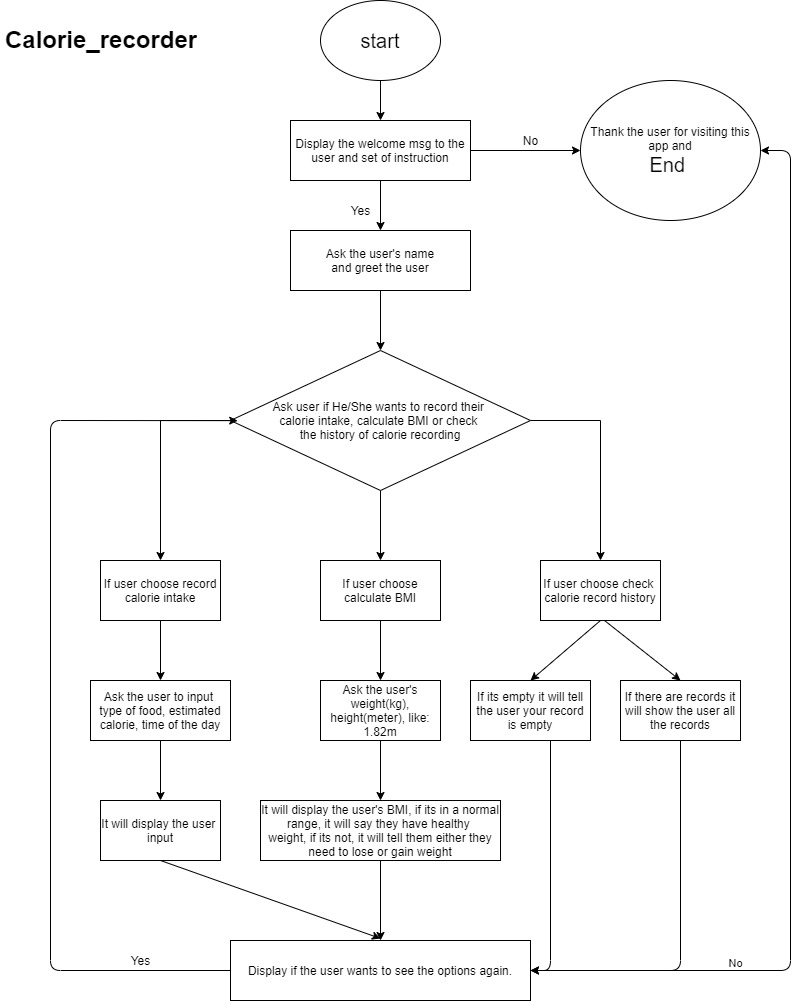 Calorie_recorder
start
Display the welcome msg to the
user and set of instruction
No
Thank the user for visiting this
app and
End
Yes
Ask the user's name
and greet the user
Ask user if He/She wants to record their
calorie intake, calculate BMI or check
the history of calorie recording
If user choose record
calorie intake
If user choose
calculate BMI
If user choose check
calorie record history
Ask the user to input
type of food, estimated
calorie, time of the day
Ask the user's
weight(kg),
height(meter), like:
1.82m
If its empty it will tell
the user your record
is empty
If there are records it
will show the user all
the records
It will display the user
input
It will display the user's BMI, if its in a normal
range, it will say they have healthy
weight, if its not, it will tell them either they
need to lose or gain weight
Yes
Display if the user wants to see the options again.
No